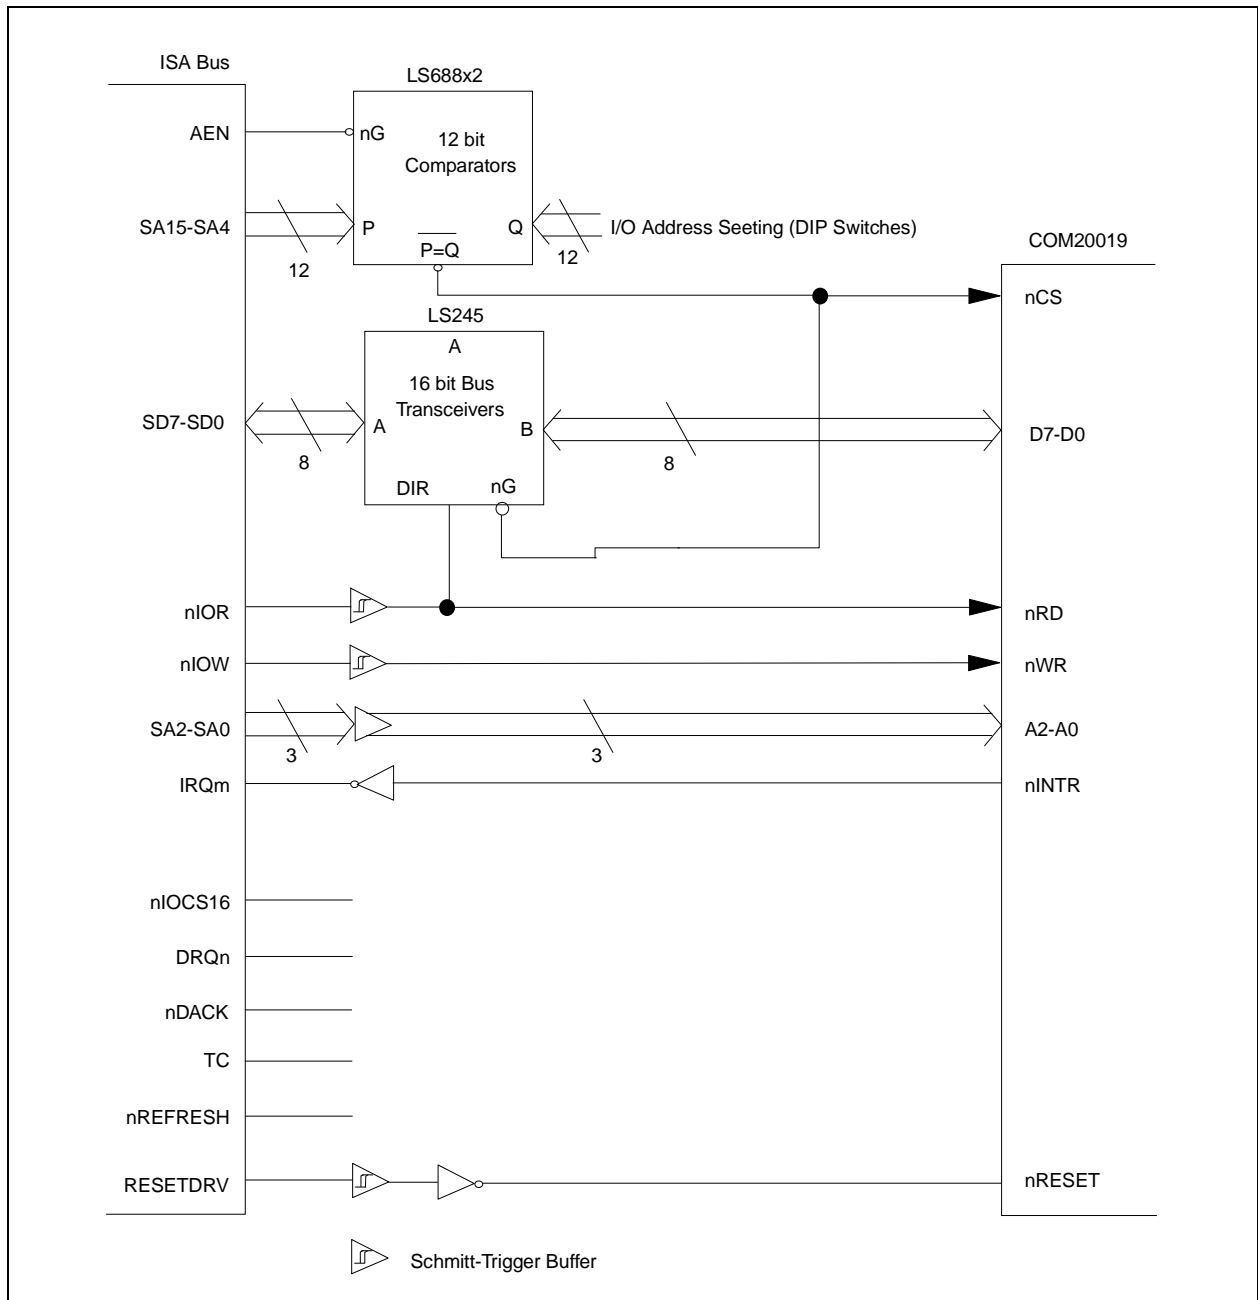 ISA Bus
LS688x2
AEN
nG
12 bit
Comparators
SA15-SA4
12
P
P=Q
Q
12
I/O Address Seeting (DIP Switches)
COM20019
nCS
LS245
A
16 bit Bus
Transceivers
SD7-SD0
8
A
B
8
D7-D0
DIR
nG
nIOR
nRD
nIOW
nWR
SA2-SA0
3
3
A2-A0
IRQm
nINTR
nIOCS16
DRQn
nDACK
TC
nREFRESH
RESETDRV
nRESET
Schmitt-Trigger Buffer